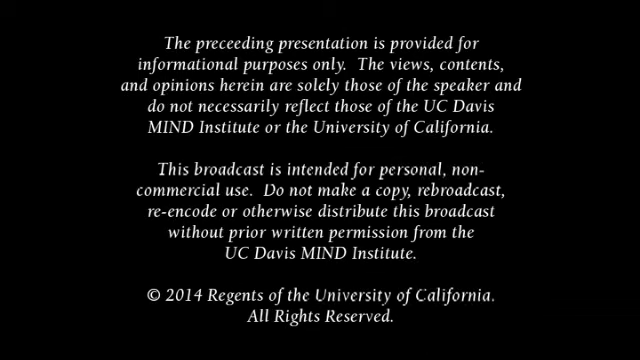 The preceeding presentation is provided for
informational purposes only.  The views, contents,
and opinions herein are solely those of the speaker and
do not necessarily reflect those of the UC Davis
MIND Institute or the University of California.
This broadcast is intended for personal, non-
commercial use.  Do not make a copy, rebroadcast,
re-encode or otherwise distribute this broadcast
without prior written permission from the
UC Davis MIND Institute.
© 2014 Regents of the University of California.
All Rights Reserved.